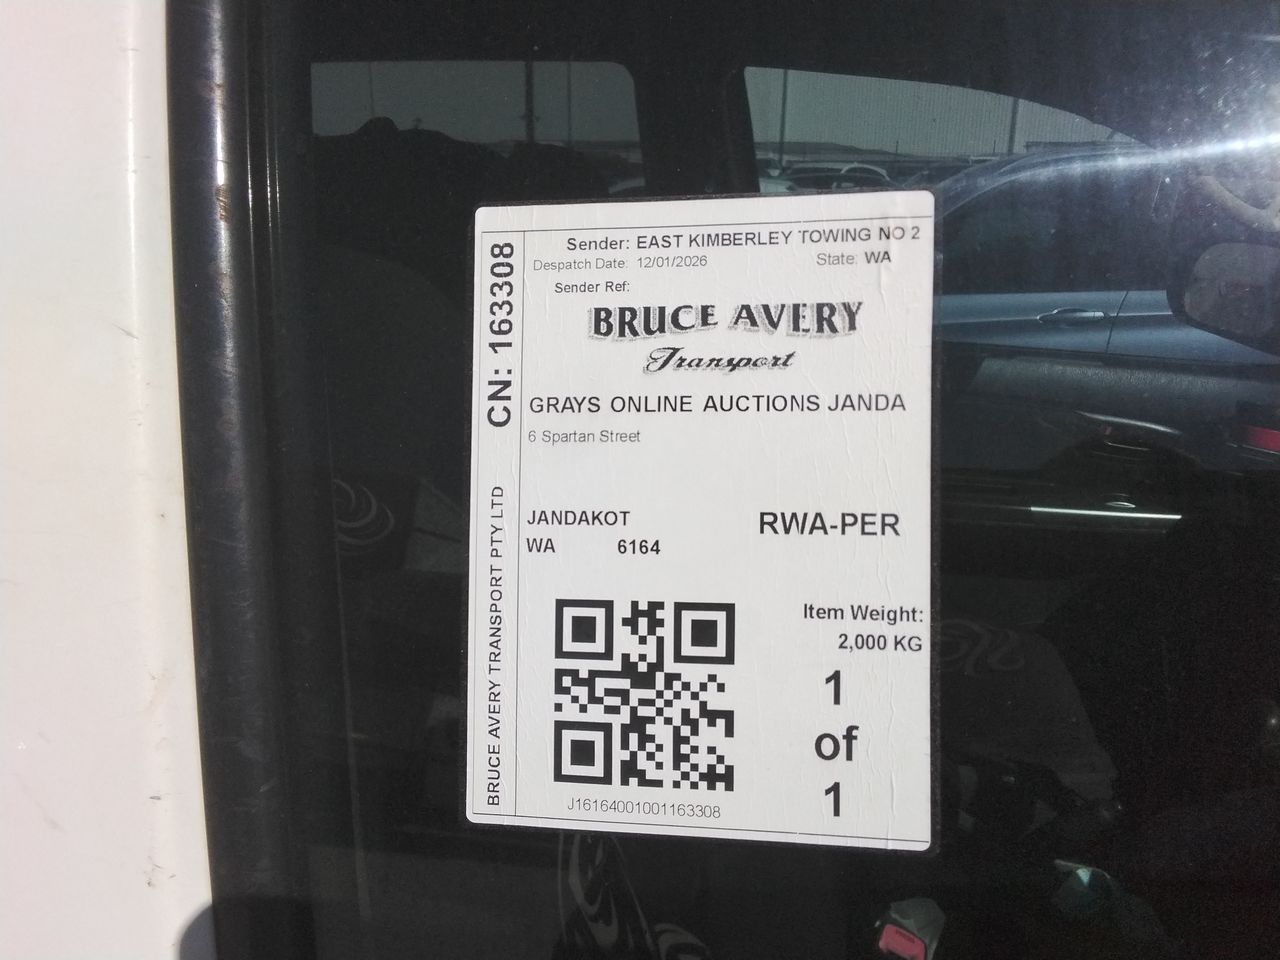 Sender: EAST KIMBERLEY TOWING NO 2
Despatch Date: 12/01/2026 State: WA
Sender Ref:
BRUCE AVERY
Transport
GRAYS ONLINE AUCTIONS JANDA
6 Spartan Street
JANDAKOT RWA-PER
WA 6164
Item Weight:
2,000 KG
1
of
1
J16164001001163308
CN: 163308
BRUCE AVERY TRANSPORT PTY LTD